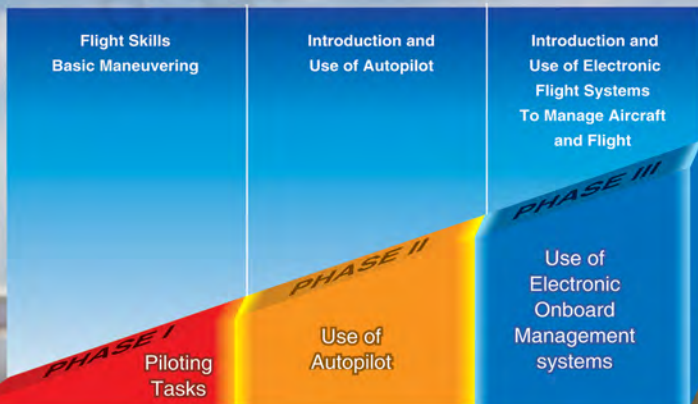 Flight Skills
Basic Maneuvering
Introduction and
Use of Autopilot
Introduction and
Use of Electronic
Flight Systems
To Manage Aircraft
and Flight
PHASE I
Piloting
Tasks
PHASE II
Use of
Autopilot
PHASE III
Use of
Electronic
Onboard
Management
systems